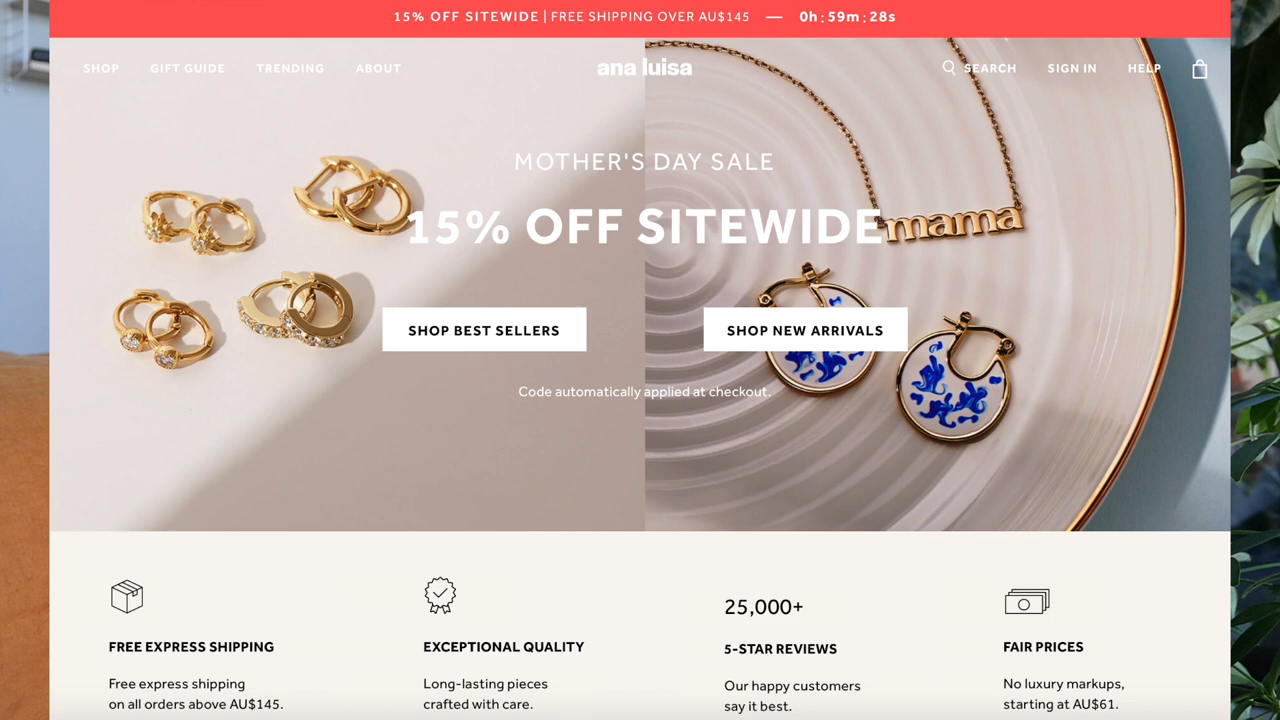 15% OFF SITEWIDE | FREE SHIPPING OVER AU$145 — 0h : 59m : 28s
SHOP GIFT GUIDE TRENDING ABOUT ana luisa SEARCH SIGN IN HELP
MOTHER'S DAY SALE
15% OFF SITEWIDE
mama
SHOP BEST SELLERS
SHOP NEW ARRIVALS
Code automatically applied at checkout.
FREE EXPRESS SHIPPING
Free express shipping
on all orders above AU$145.
EXCEPTIONAL QUALITY
Long-lasting pieces
crafted with care.
25,000+
5-STAR REVIEWS
Our happy customers
say it best.
FAIR PRICES
No luxury markups,
starting at AU$61.